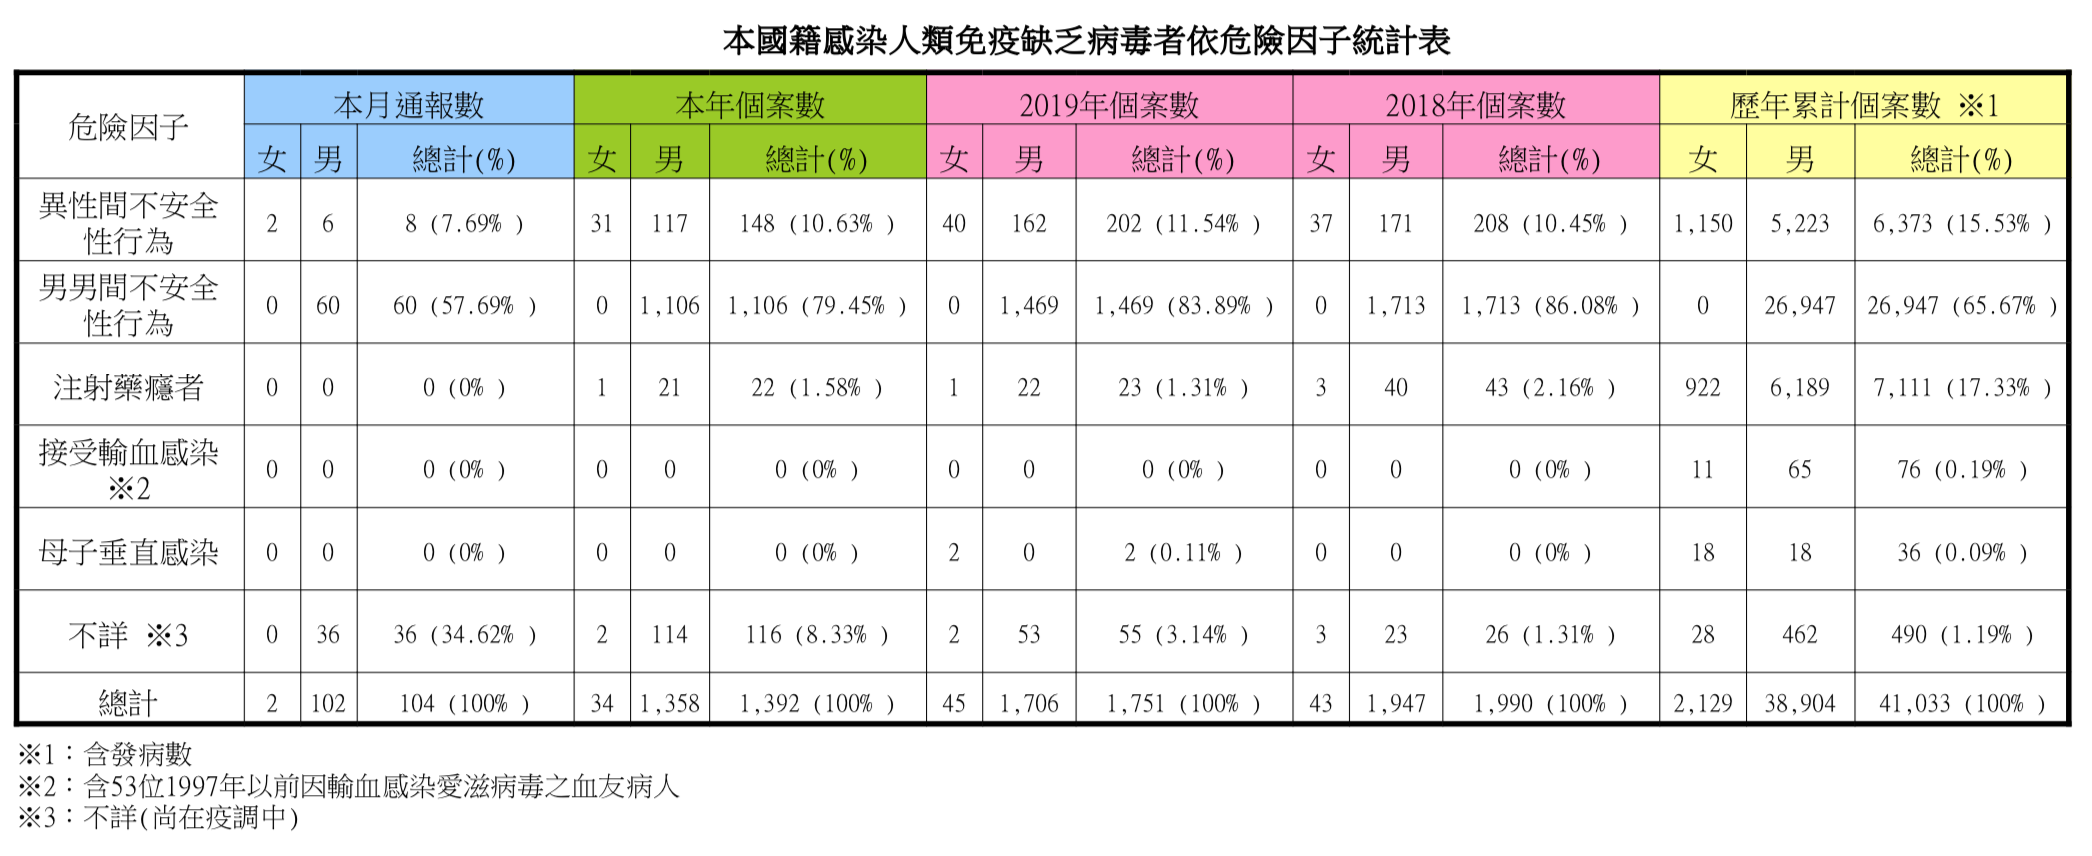 本國籍感染人類免疫缺乏病毒者依危險因子統計表
危險因子 本月通報數 本年個案數 2019年個案數 2018年個案數 歷年累計個案數 ※1
女 男 總計(%) 女 男 總計(%) 女 男 總計(%) 女 男 總計(%) 女 男 總計(%)
異性間不安全
性行為 2 6 8 (7.69% ) 31 117 148 (10.63% ) 40 162 202 (11.54% ) 37 171 208 (10.45% ) 1,150 5,223 6,373 (15.53% )
男男間不安全
性行為 0 60 60 (57.69% ) 0 1,106 1,106 (79.45% ) 0 1,469 1,469 (83.89% ) 0 1,713 1,713 (86.08% ) 0 26,947 26,947 (65.67% )
注射藥癮者 0 0 0 (0% ) 1 21 22 (1.58% ) 1 22 23 (1.31% ) 3 40 43 (2.16% ) 922 6,189 7,111 (17.33% )
接受輸血感染
※2 0 0 0 (0% ) 0 0 0 (0% ) 0 0 0 (0% ) 0 0 0 (0% ) 11 65 76 (0.19% )
母子垂直感染 0 0 0 (0% ) 0 0 0 (0% ) 2 0 2 (0.11% ) 0 0 0 (0% ) 18 18 36 (0.09% )
不詳 ※3 0 36 36 (34.62% ) 2 114 116 (8.33% ) 2 53 55 (3.14% ) 3 23 26 (1.31% ) 28 462 490 (1.19% )
總計 2 102 104 (100% ) 34 1,358 1,392 (100% ) 45 1,706 1,751 (100% ) 43 1,947 1,990 (100% ) 2,129 38,904 41,033 (100% )
※1：含發病數
※2：含53位1997年以前因輸血感染愛滋病毒之血友病人
※3：不詳(尚在疫調中)